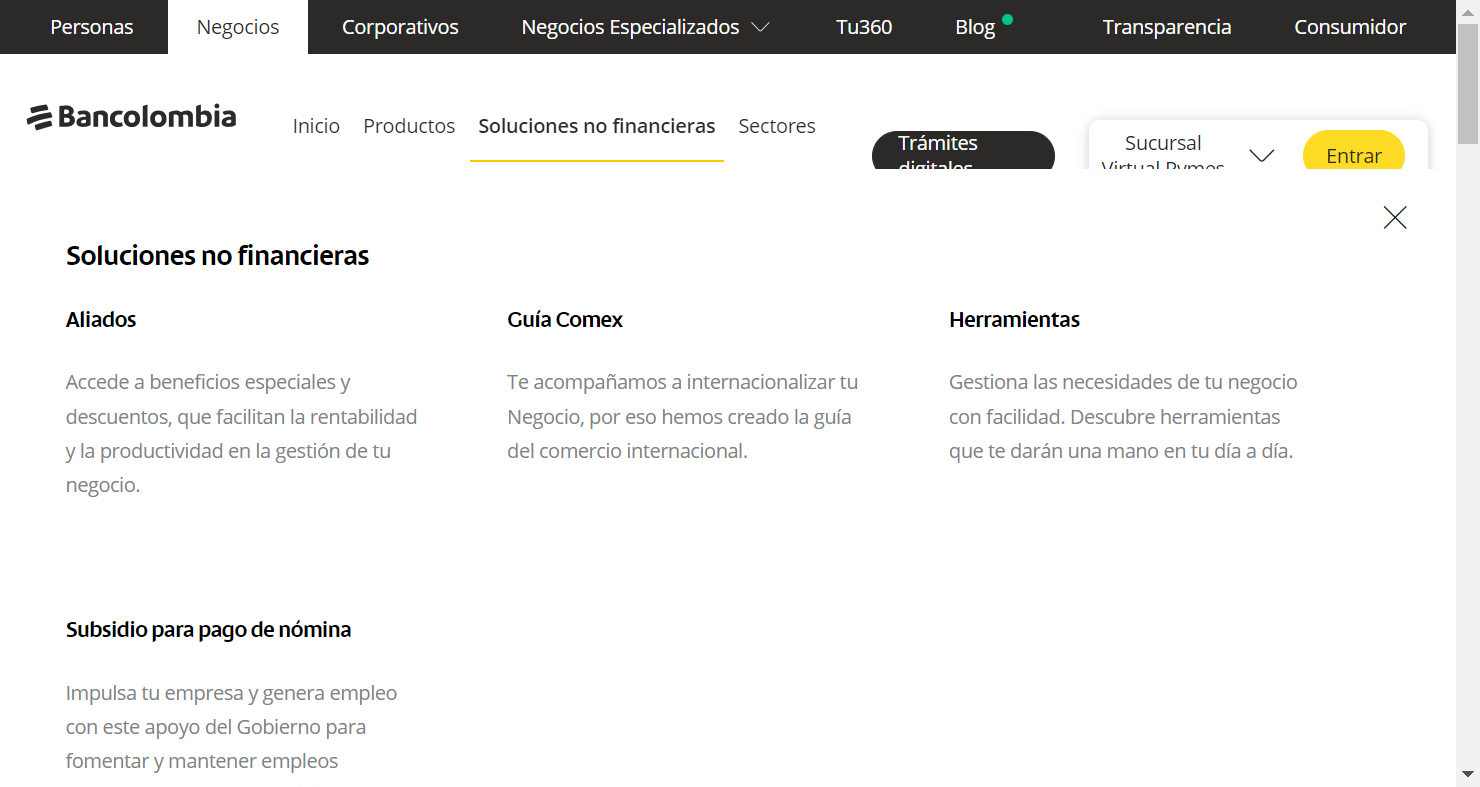 Personas Negocios Corporativos Negocios Especializados Tu360 Blog Transparencia Consumidor
Bancolombia Inicio Productos Soluciones no financieras Sectores
Trámites digitales
Sucursal Virtual Pymes
Entrar
Soluciones no financieras
Aliados
Accede a beneficios especiales y
descuentos, que facilitan la rentabilidad
y la productividad en la gestión de tu
negocio.
Guía Comex
Te acompañamos a internacionalizar tu
Negocio, por eso hemos creado la guía
del comercio internacional.
Herramientas
Gestiona las necesidades de tu negocio
con facilidad. Descubre herramientas
que te darán una mano en tu día a día.
Subsidio para pago de nómina
Impulsa tu empresa y genera empleo
con este apoyo del Gobierno para
fomentar y mantener empleos